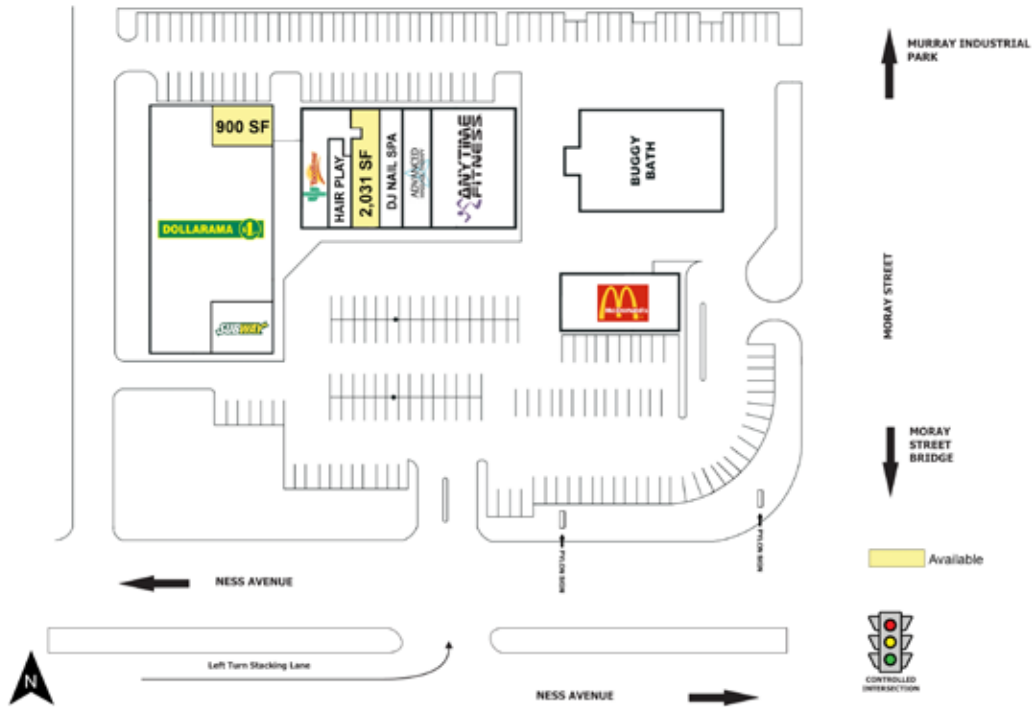 MURRAY INDUSTRIAL
PARK
900 SF
HAIR PLAY
2,031 SF
DJ NAIL SPA
ADVANCED
ANYTIME
FITNESS
BUGGY
BATH
DOLLARAMA
SUBWAY
McDonald's
MORAY STREET
MORAY
STREET
BRIDGE
PYLON SIGN
PYLON SIGN
Available
NESS AVENUE
Left Turn Stacking Lane
N
NESS AVENUE
CONTROLLED
INTERSECTION